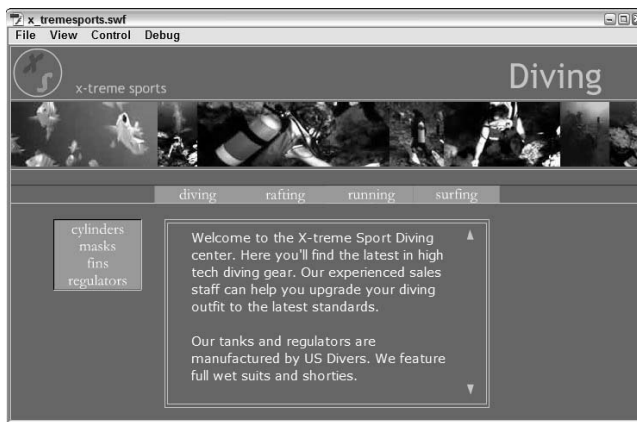 x_tremesports.swf
File View Control Debug
XS
x-treme sports
Diving
diving rafting running surfing
cylinders
masks
fins
regulators
Welcome to the X-treme Sport Diving
center. Here you'll find the latest in high
tech diving gear. Our experienced sales
staff can help you upgrade your diving
outfit to the latest standards.
Our tanks and regulators are
manufactured by US Divers. We feature
full wet suits and shorties.